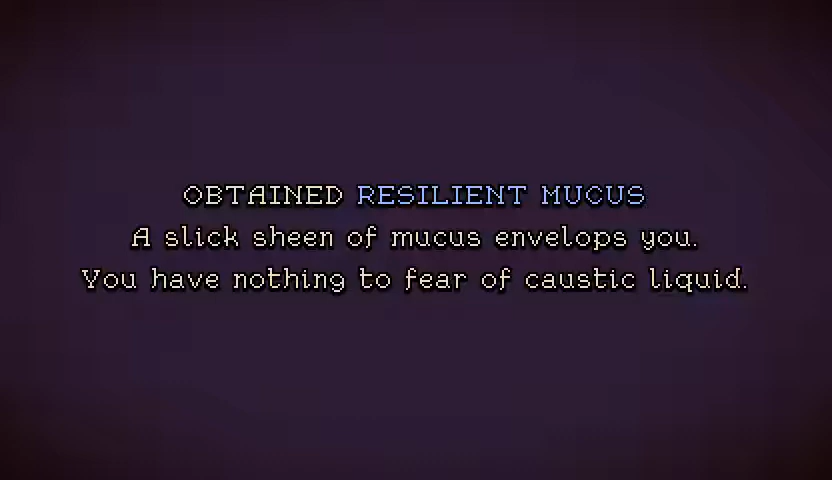 OBTAINED RESILIENT MUCUS
A slick sheen of mucus envelops you.
You have nothing to fear of caustic liquid.